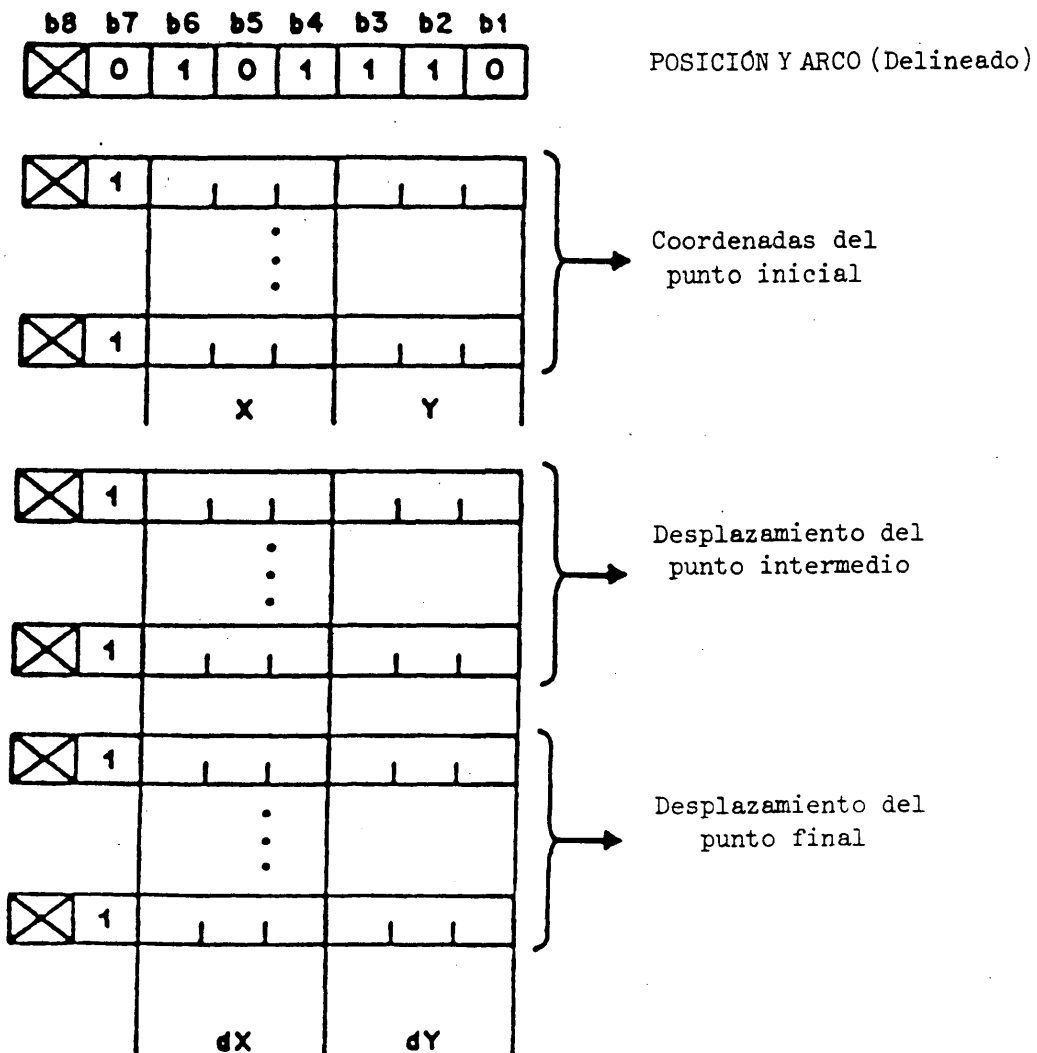 b8 b7 b6 b5 b4 b3 b2 b1
0 1 0 1 1 1 0 POSICIÓN Y ARCO (Delineado)
1
Coordenadas del
punto inicial
1
X Y
1
Desplazamiento del
punto intermedio
1
1
Desplazamiento del
punto final
1
dX dY